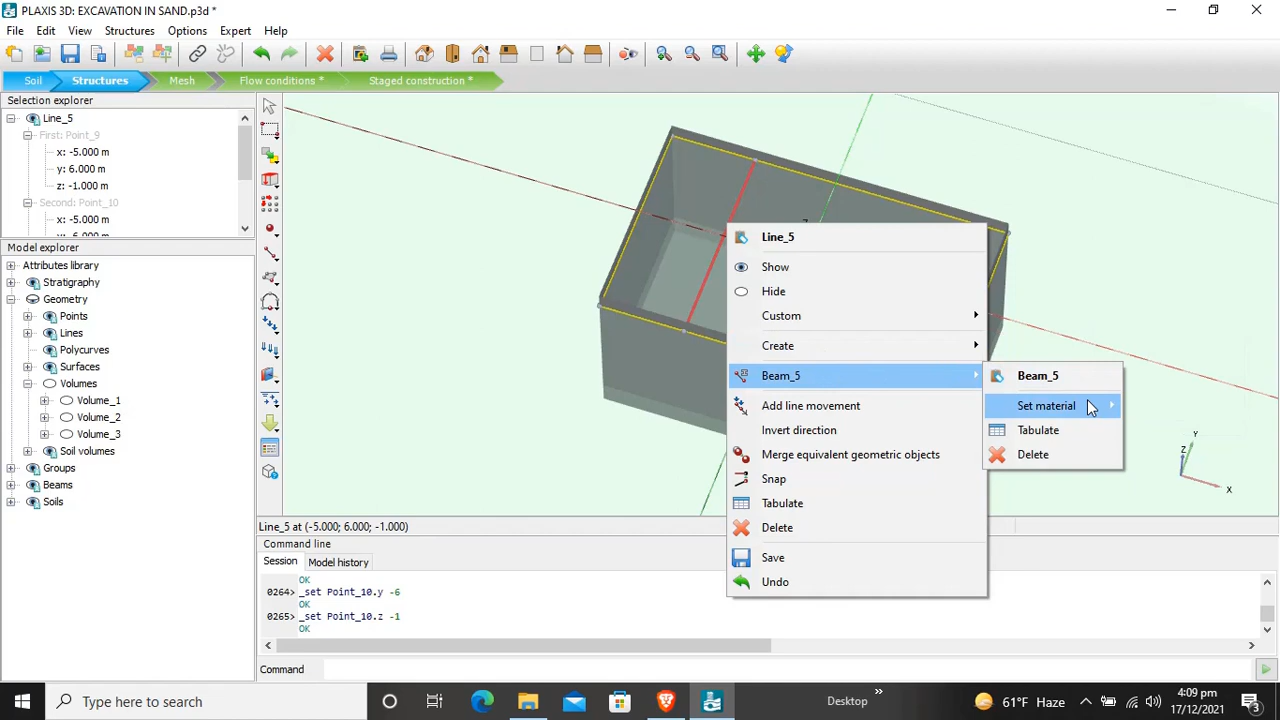 PLAXIS 3D: EXCAVATION IN SAND.p3d *
File Edit View Structures Options Expert Help
Soil Structures Mesh Flow conditions * Staged construction *
Selection explorer
Line_5
First: Point_9
x: -5.000 m
y: 6.000 m
z: -1.000 m
Second: Point_10
x: -5.000 m
y: -6.000 m
Model explorer
Attributes library
Stratigraphy
Geometry
Points
Lines
Polycurves
Surfaces
Volumes
Volume_1
Volume_2
Volume_3
Soil volumes
Groups
Beams
Soils
Z
Line_5
Show
Hide
Custom
Create
Beam_5
Add line movement
Invert direction
Merge equivalent geometric objects
Snap
Tabulate
Delete
Save
Undo
Beam_5
Set material
Tabulate
Delete
Y
Z
X
Line_5 at (-5.000; 6.000; -1.000)
Command line
Session Model history
OK
0264> _set Point_10.y -6
OK
0265> _set Point_10.z -1
OK
Command
Type here to search
Desktop
61°F Haze
4:09 pm
17/12/2021
3